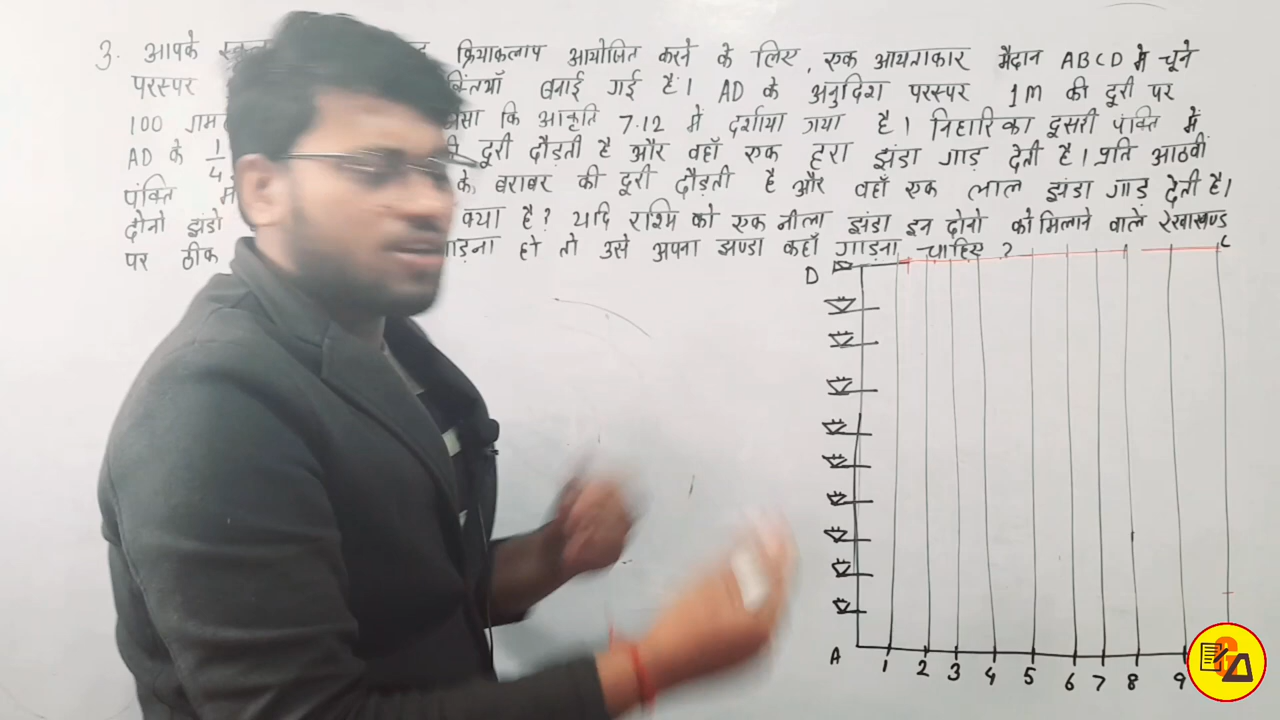 3. आपके क्रियाकलाप आयोजित करने के लिए, एक आयताकार मैदान ABCD में चूने
परस्पर बनाई गई हैं। AD के अनुदिश परस्पर 1M की दूरी पर
100 कि आकृति 7.12 में दर्शाया गया है। निहारिका दूसरी पंक्ति में
AD के 1/4 दूरी दौड़ती है और वहाँ एक हरा झंडा गाड़ देती है। प्रति आठवीं
पंक्ति के बराबर की दूरी दौड़ती है और वहाँ एक लाल झंडा गाड़ देती है।
दोनो झंडो क्या है? यदि रश्मि को एक नीला झंडा इन दोनो को मिलाने वाले रेखाखण्ड
पर ठीक हो तो उसे अपना झण्डा कहाँ गाड़ना चाहिए?
D C
A 1 2 3 4 5 6 7 8 9